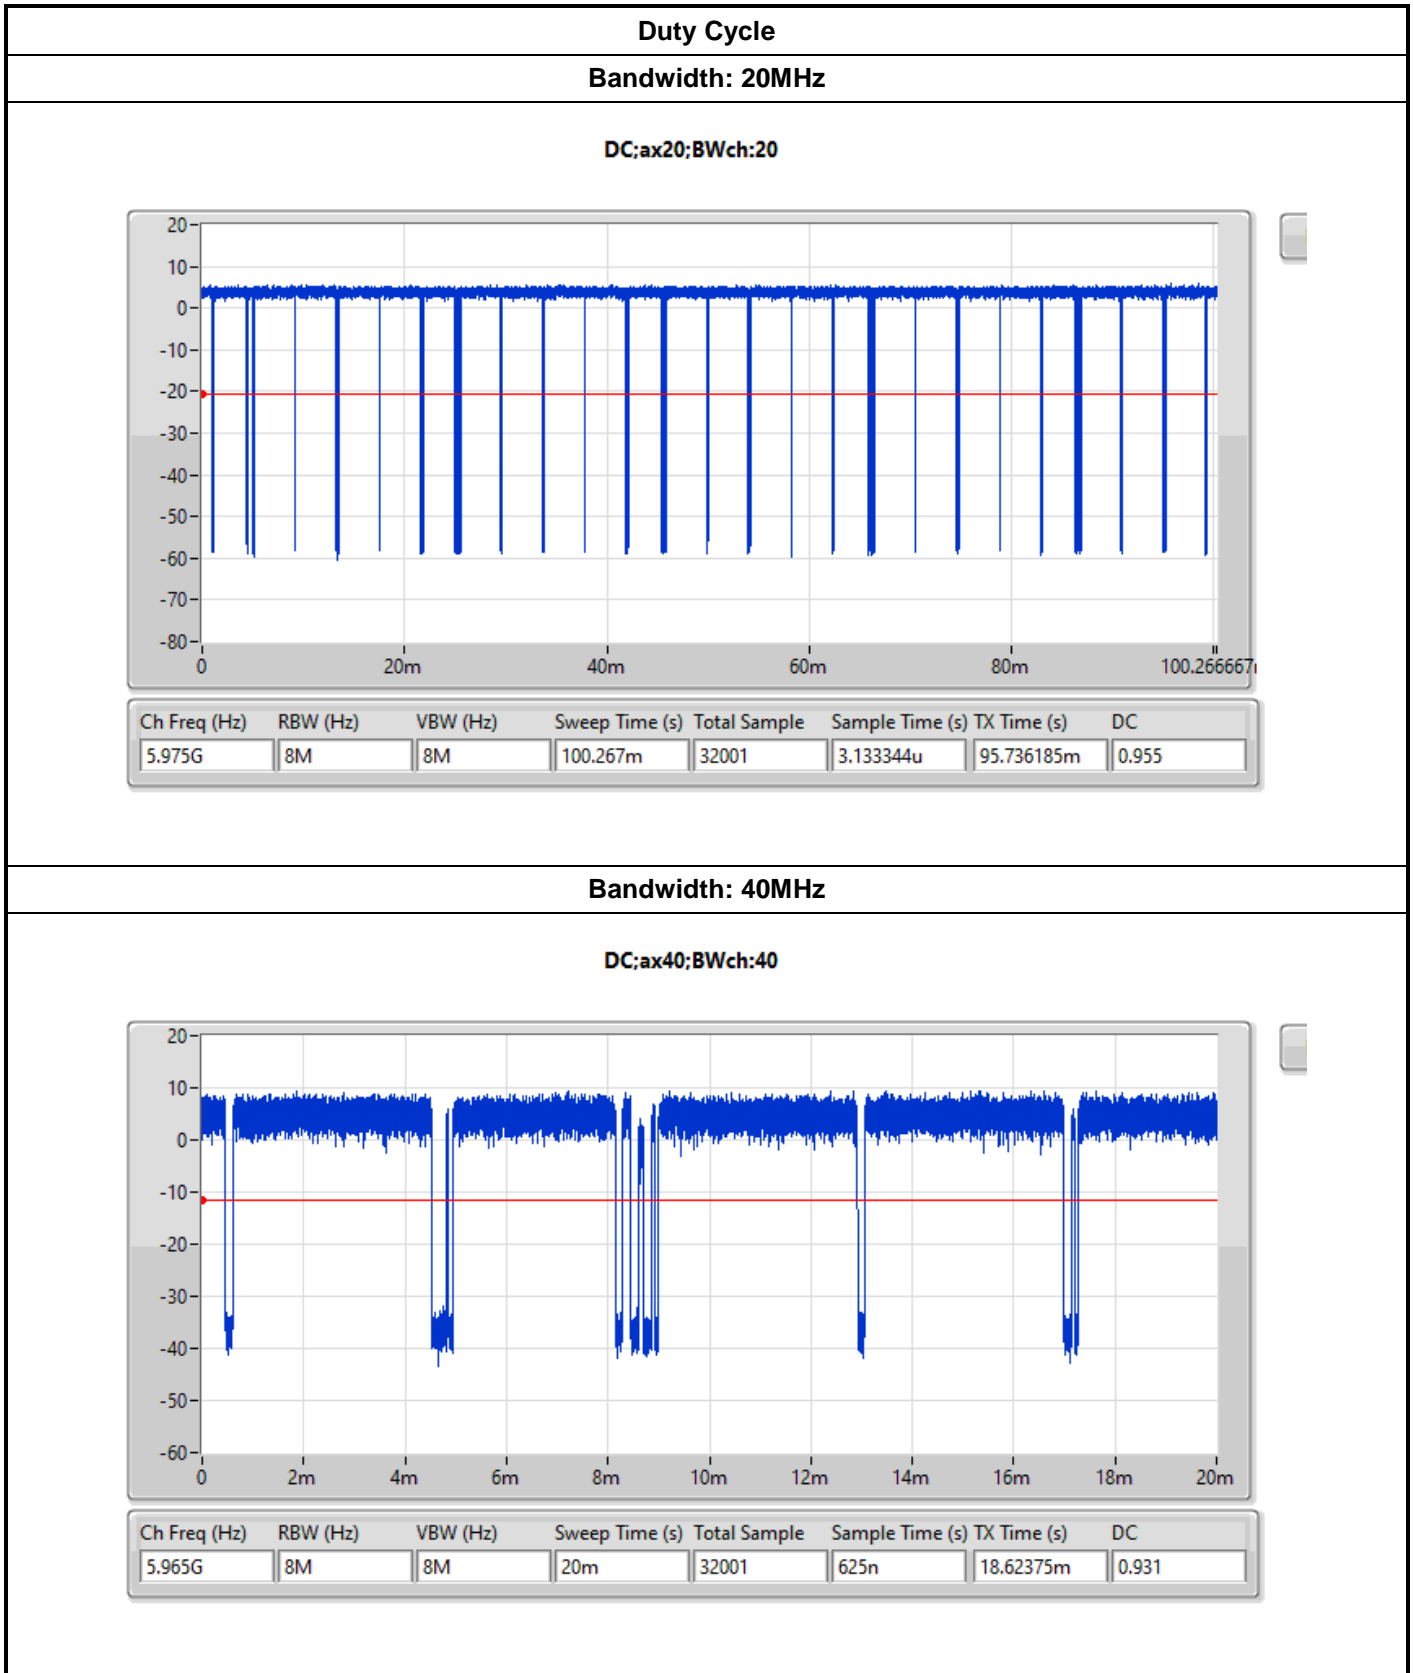 Duty Cycle
Bandwidth: 20MHz
DC;ax20;BWch:20
20
10
0
-10
-20
-30
-40
-50
-60
-70
-80
0 20m 40m 60m 80m 100.266667
Ch Freq (Hz) RBW (Hz) VBW (Hz) Sweep Time (s) Total Sample Sample Time (s) TX Time (s) DC
5.975G 8M 8M 100.267m 32001 3.133344u 95.736185m 0.955
Bandwidth: 40MHz
DC;ax40;BWch:40
20
10
0
-10
-20
-30
-40
-50
-60
0 2m 4m 6m 8m 10m 12m 14m 16m 18m 20m
Ch Freq (Hz) RBW (Hz) VBW (Hz) Sweep Time (s) Total Sample Sample Time (s) TX Time (s) DC
5.965G 8M 8M 20m 32001 625n 18.62375m 0.931